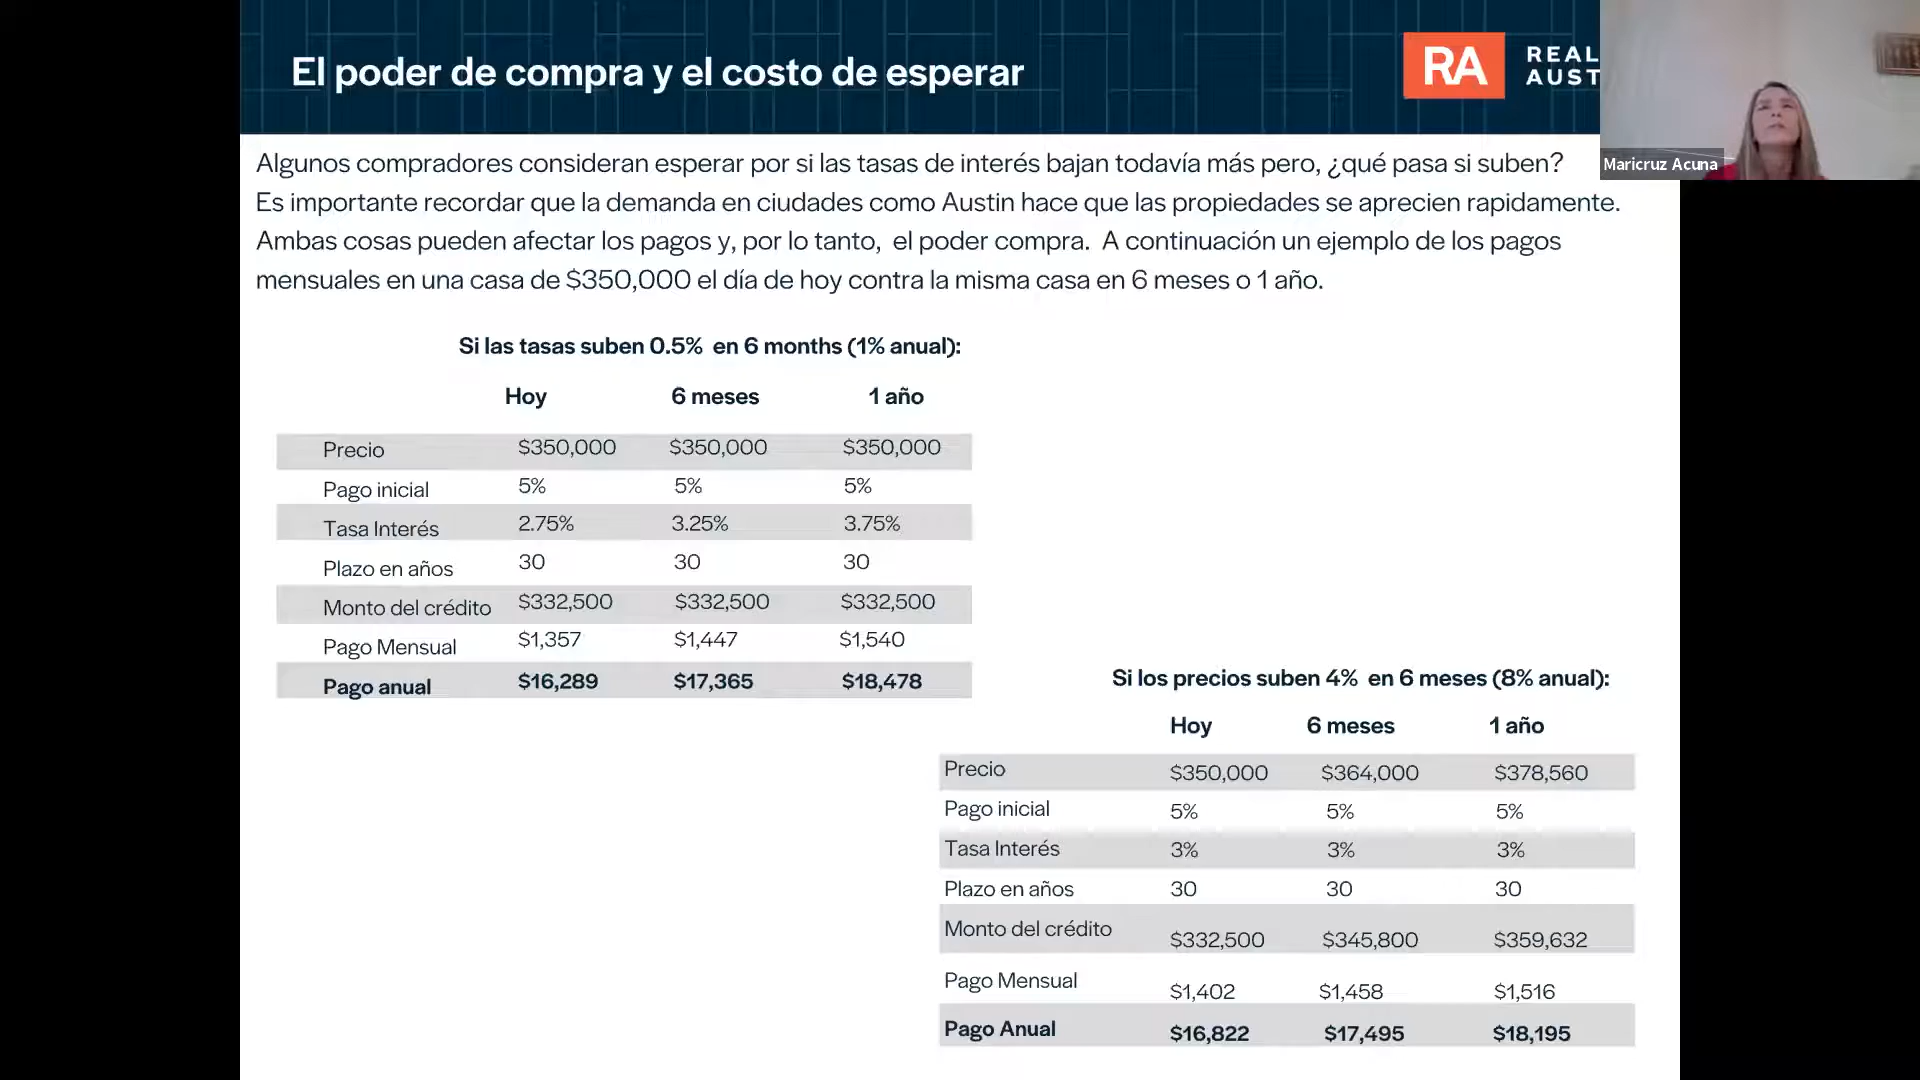 El poder de compra y el costo de esperar
RA
REAL
AUST
Maricruz Acuna
Algunos compradores consideran esperar por si las tasas de interés bajan todavía más pero, ¿qué pasa si suben?
Es importante recordar que la demanda en ciudades como Austin hace que las propiedades se aprecien rapidamente.
Ambas cosas pueden afectar los pagos y, por lo tanto, el poder compra. A continuación un ejemplo de los pagos
mensuales en una casa de $350,000 el día de hoy contra la misma casa en 6 meses o 1 año.
Si las tasas suben 0.5% en 6 months (1% anual):
Hoy 6 meses 1 año
Precio $350,000 $350,000 $350,000
Pago inicial 5% 5% 5%
Tasa Interés 2.75% 3.25% 3.75%
Plazo en años 30 30 30
Monto del crédito $332,500 $332,500 $332,500
Pago Mensual $1,357 $1,447 $1,540
Pago anual $16,289 $17,365 $18,478
Si los precios suben 4% en 6 meses (8% anual):
Hoy 6 meses 1 año
Precio $350,000 $364,000 $378,560
Pago inicial 5% 5% 5%
Tasa Interés 3% 3% 3%
Plazo en años 30 30 30
Monto del crédito $332,500 $345,800 $359,632
Pago Mensual $1,402 $1,458 $1,516
Pago Anual $16,822 $17,495 $18,195